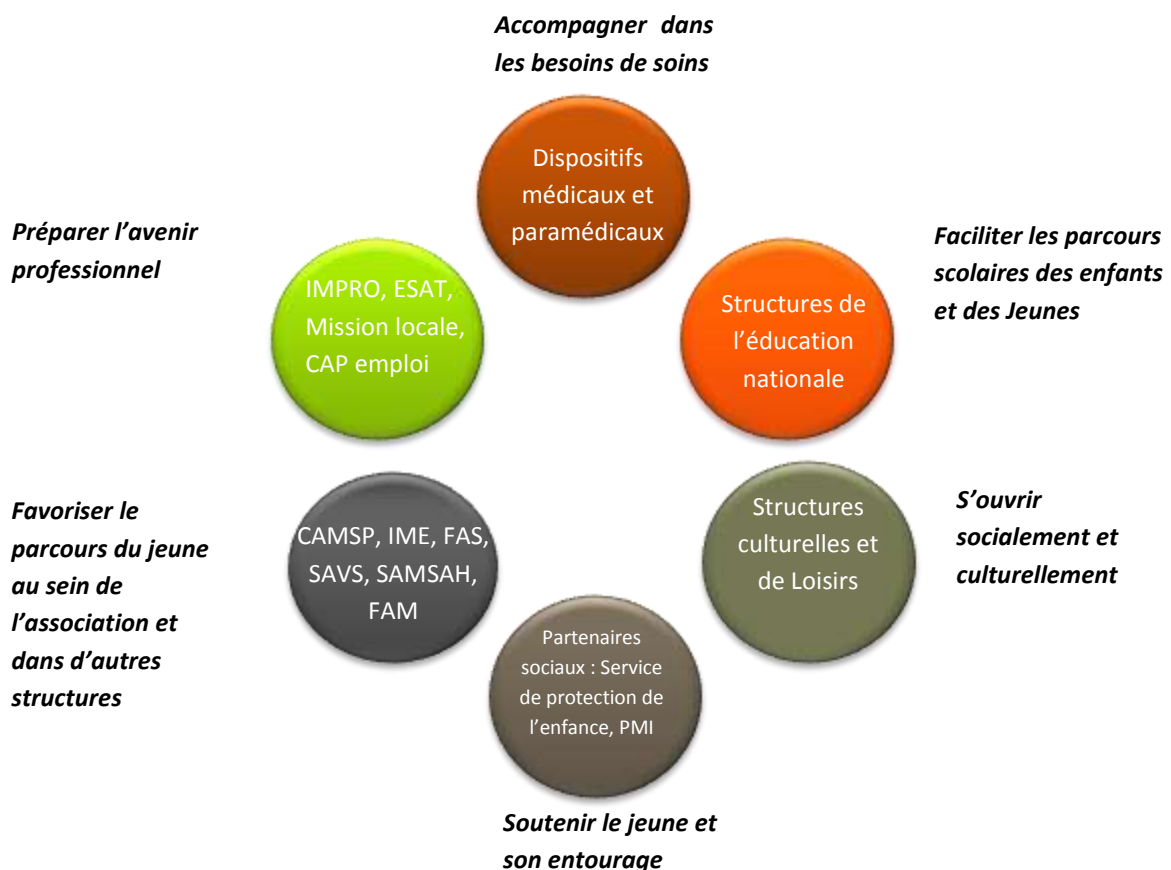 Accompagner dans
les besoins de soins
Dispositifs
médicaux et
paramédicaux
Préparer l’avenir
professionnel
IMPRO, ESAT,
Mission locale,
CAP emploi
Faciliter les parcours
scolaires des enfants
et des Jeunes
Structures de
l’éducation
nationale
Favoriser le
parcours du jeune
au sein de
l’association et
dans d’autres
structures
CAMSP, IME, FAS,
SAVS, SAMSAH,
FAM
Structures
culturelles et
de Loisirs
S’ouvrir
socialement et
culturellement
Partenaires
sociaux : Service
de protection de
l’enfance, PMI
Soutenir le jeune et
son entourage